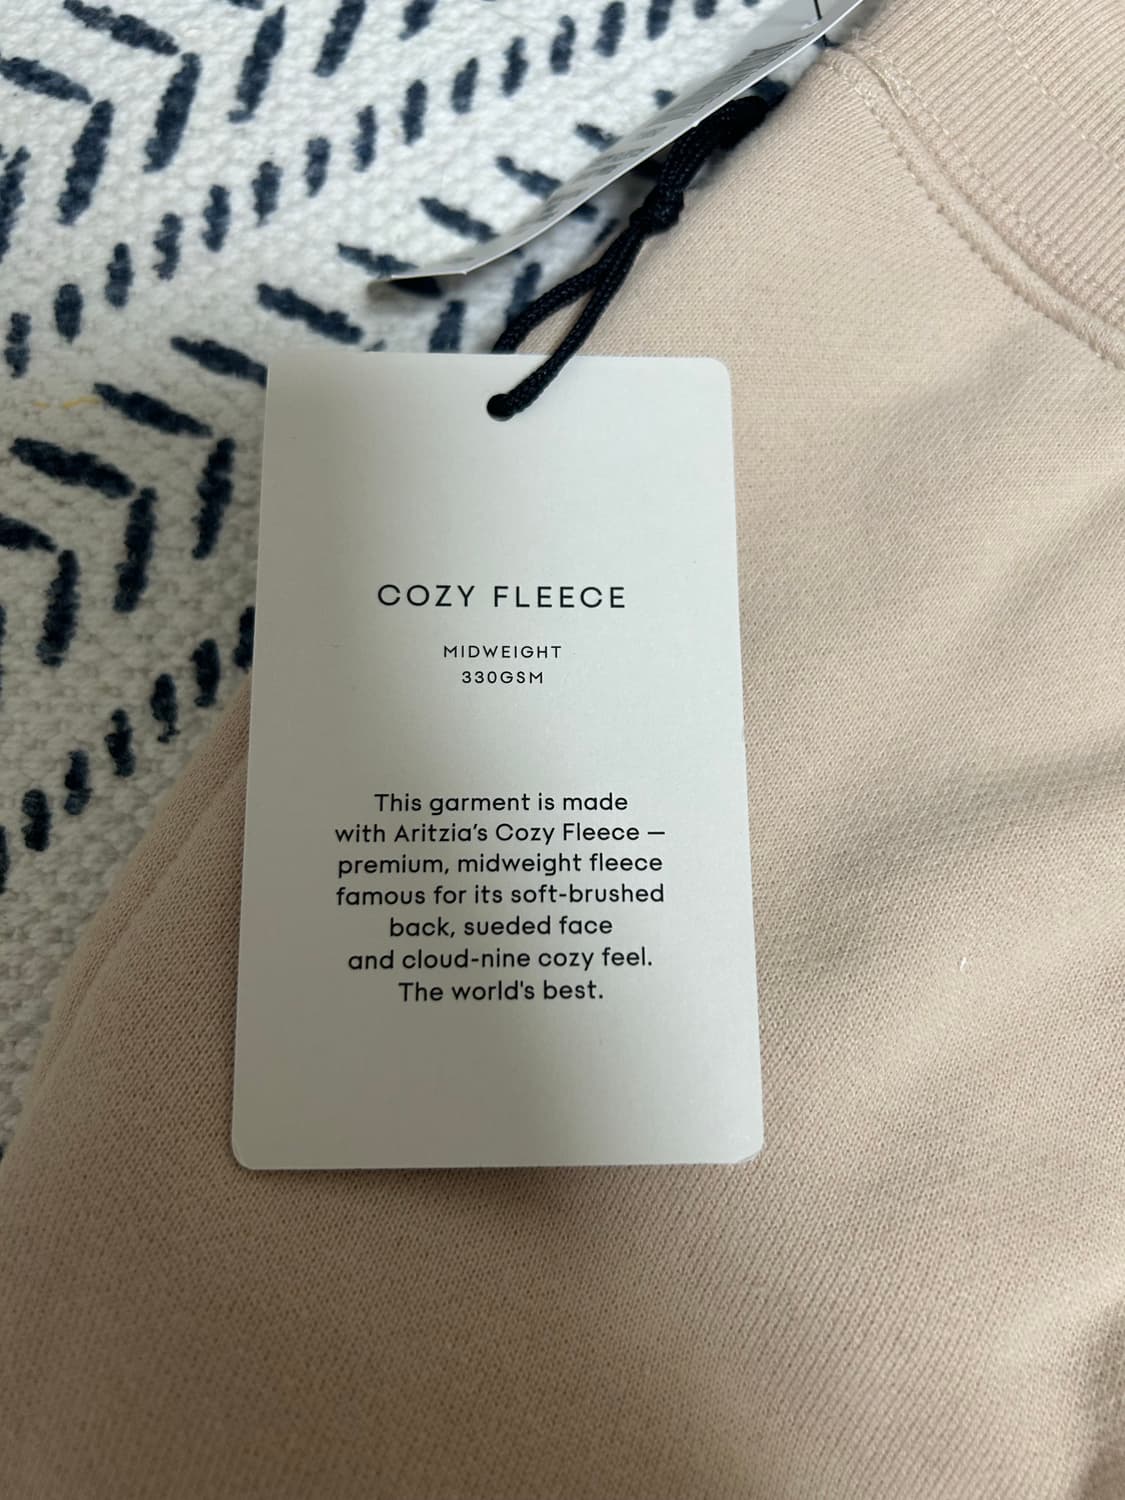 COZY FLEECE
MIDWEIGHT
330GSM
This garment is made
with Aritzia’s Cozy Fleece —
premium, midweight fleece
famous for its soft-brushed
back, sueded face
and cloud-nine cozy feel.
The world's best.